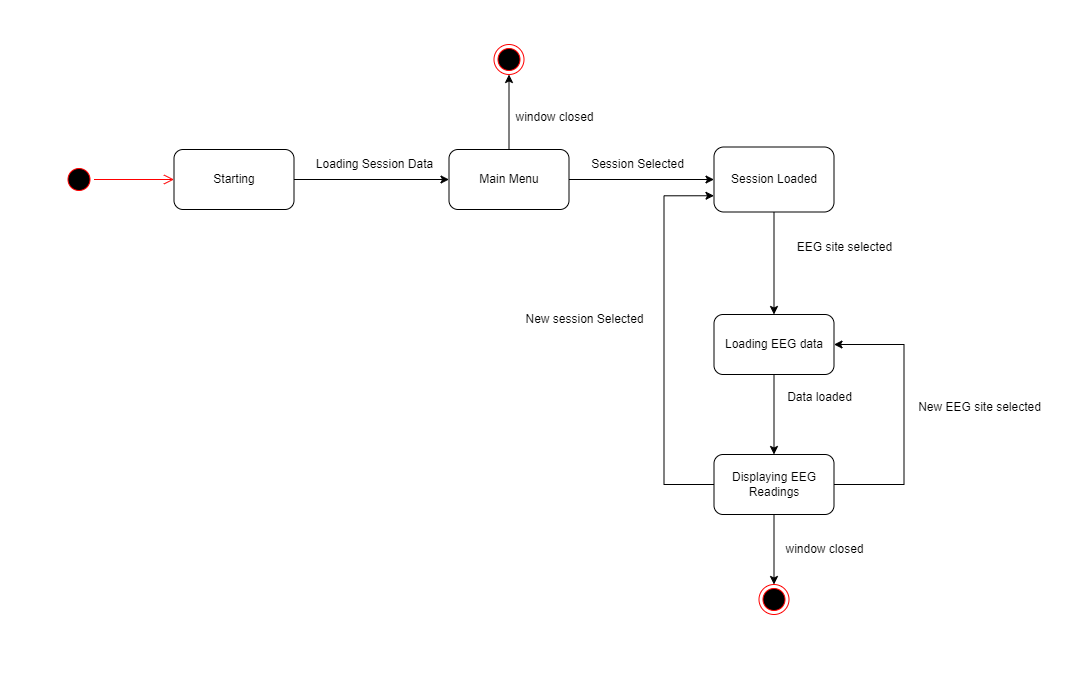 window closed
Loading Session Data
Session Selected
Starting
Main Menu
Session Loaded
EEG site selected
New session Selected
Loading EEG data
Data loaded
New EEG site selected
Displaying EEG
Readings
window closed